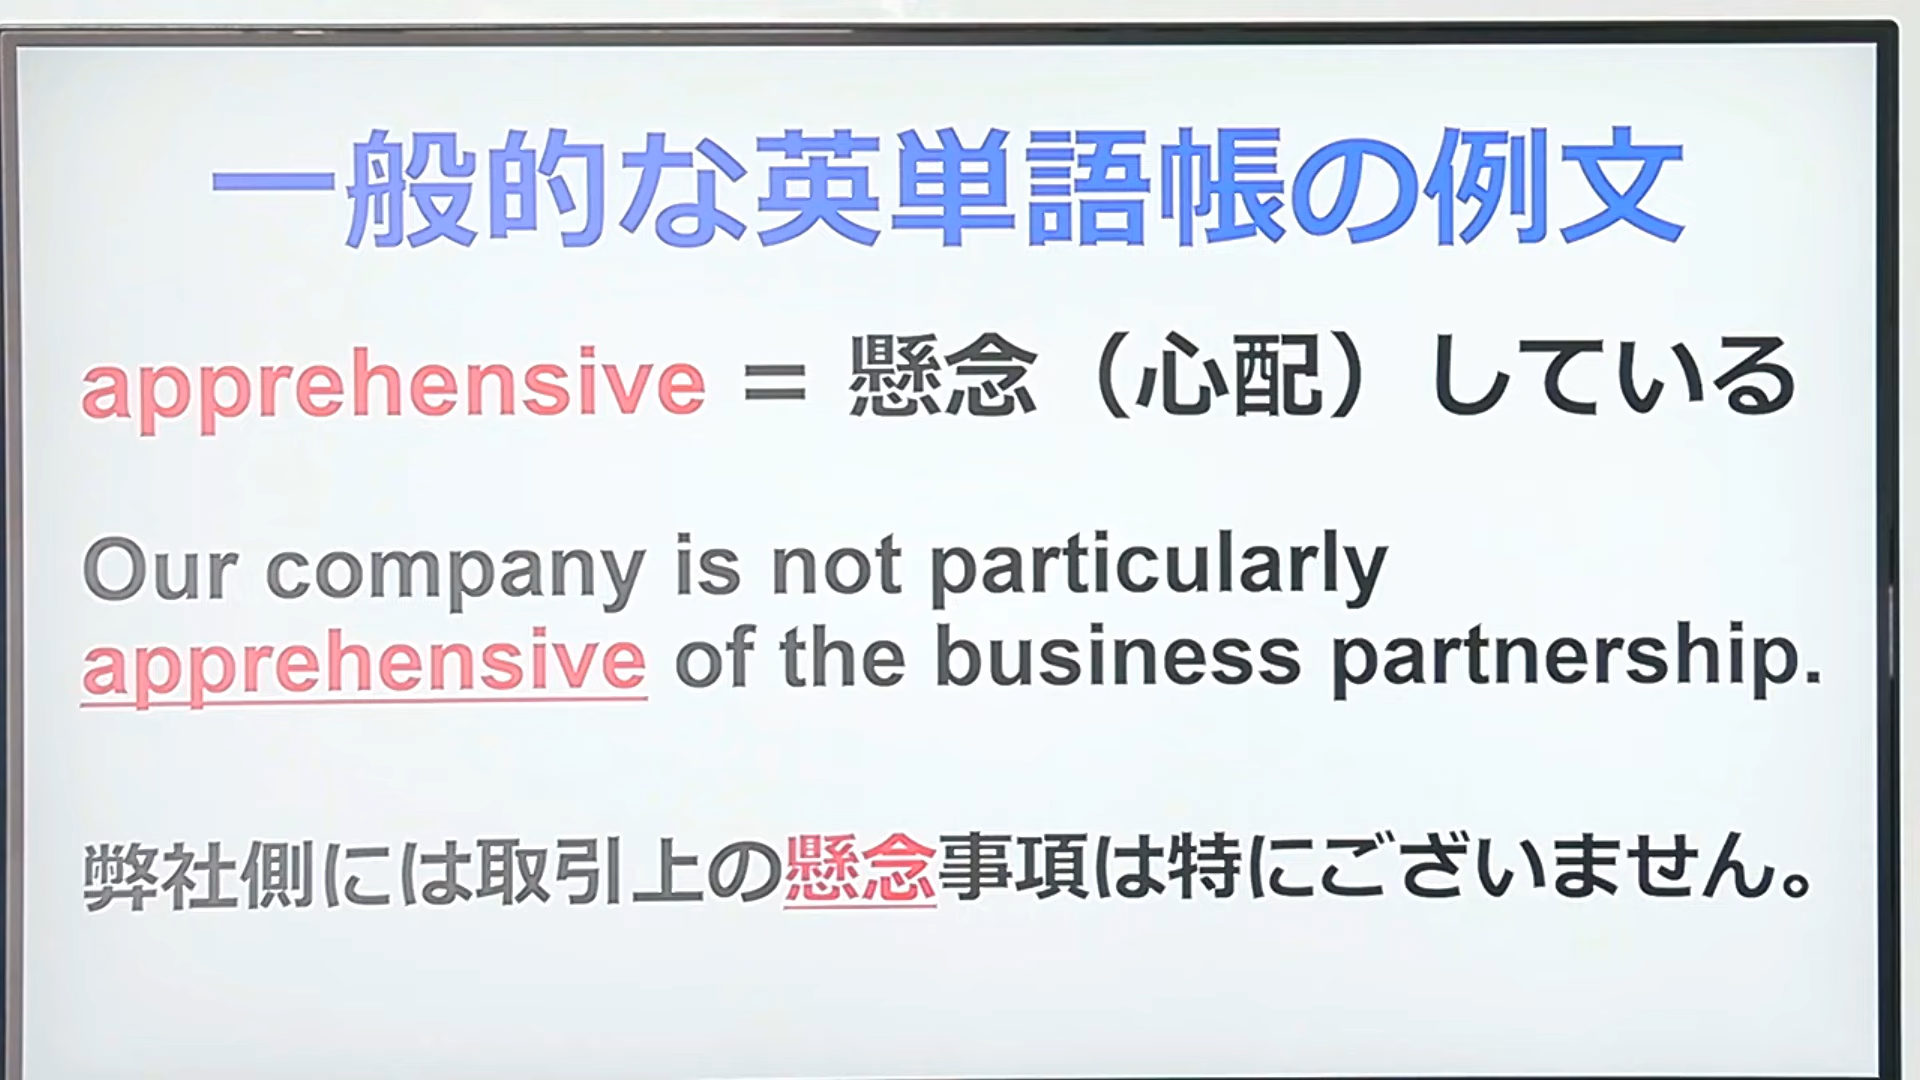 一般的な英単語帳の例文
apprehensive = 懸念（心配）している
Our company is not particularly
apprehensive of the business partnership.
弊社側には取引上の懸念事項は特にございません。